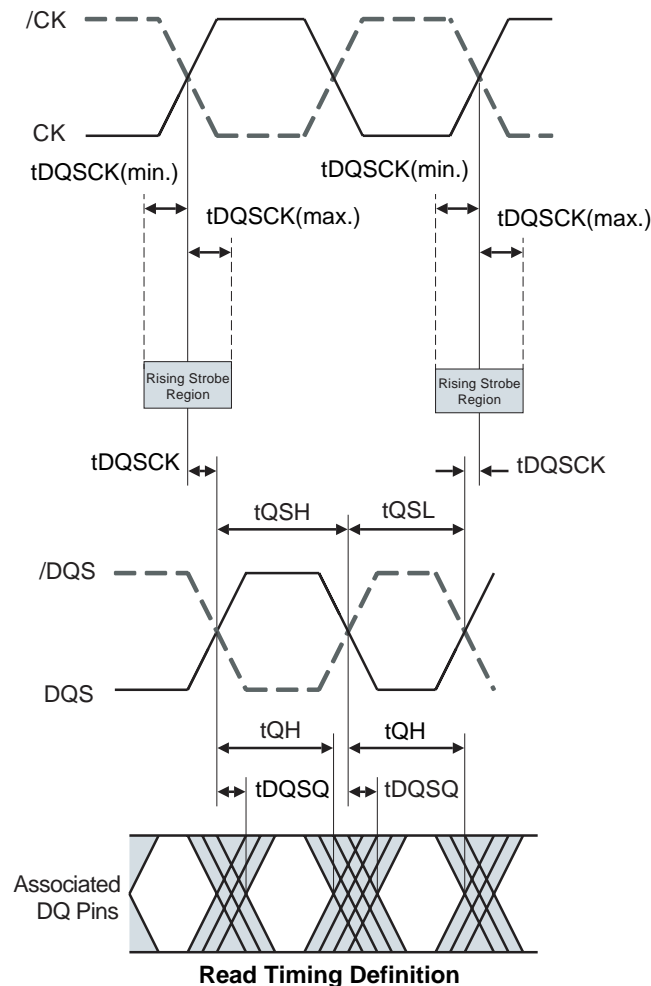 /CK
CK
tDQSCK(min.)
tDQSCK(min.)
tDQSCK(max.)
tDQSCK(max.)
Rising Strobe
Region
Rising Strobe
Region
tDQSCK
tDQSCK
tQSH
tQSL
/DQS
DQS
tQH
tQH
tDQSQ
tDQSQ
Associated
DQ Pins
Read Timing Definition